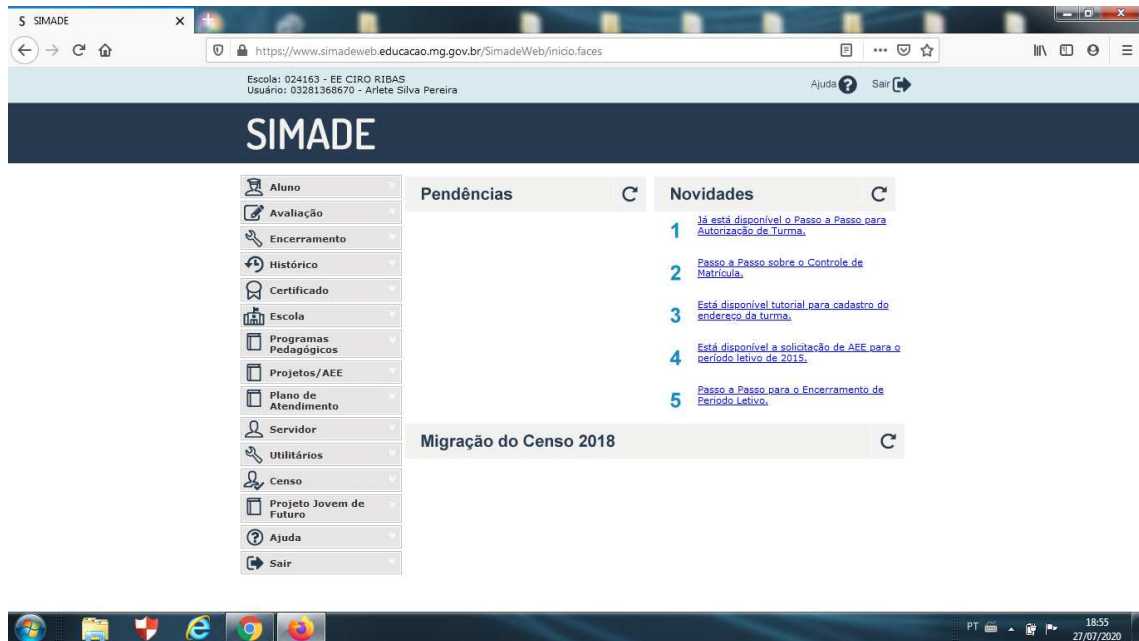 S SIMADE
https://www.simadeweb.educacao.mg.gov.br/SimadeWeb/inicio.faces
Escola: 024163 - EE CIRO RIBAS
Usuário: 03281368670 - Arlete Silva Pereira
Ajuda
Sair
SIMADE
Aluno
Avaliação
Encerramento
Histórico
Certificado
Escola
Programas
Pedagógicos
Projetos/AEE
Plano de
Atendimento
Servidor
Utilitários
Censo
Projeto Jovem de
Futuro
Ajuda
Sair
Pendências
Novidades
1 Já está disponível o Passo a Passo para
Autorização de Turma.
2 Passo a Passo sobre o Controle de
Matrícula.
3 Está disponível tutorial para cadastro do
endereço da turma.
4 Está disponível a solicitação de AEE para o
período letivo de 2015.
5 Passo a Passo para o Encerramento de
Período Letivo.
Migração do Censo 2018
PT
18:55
27/07/2020